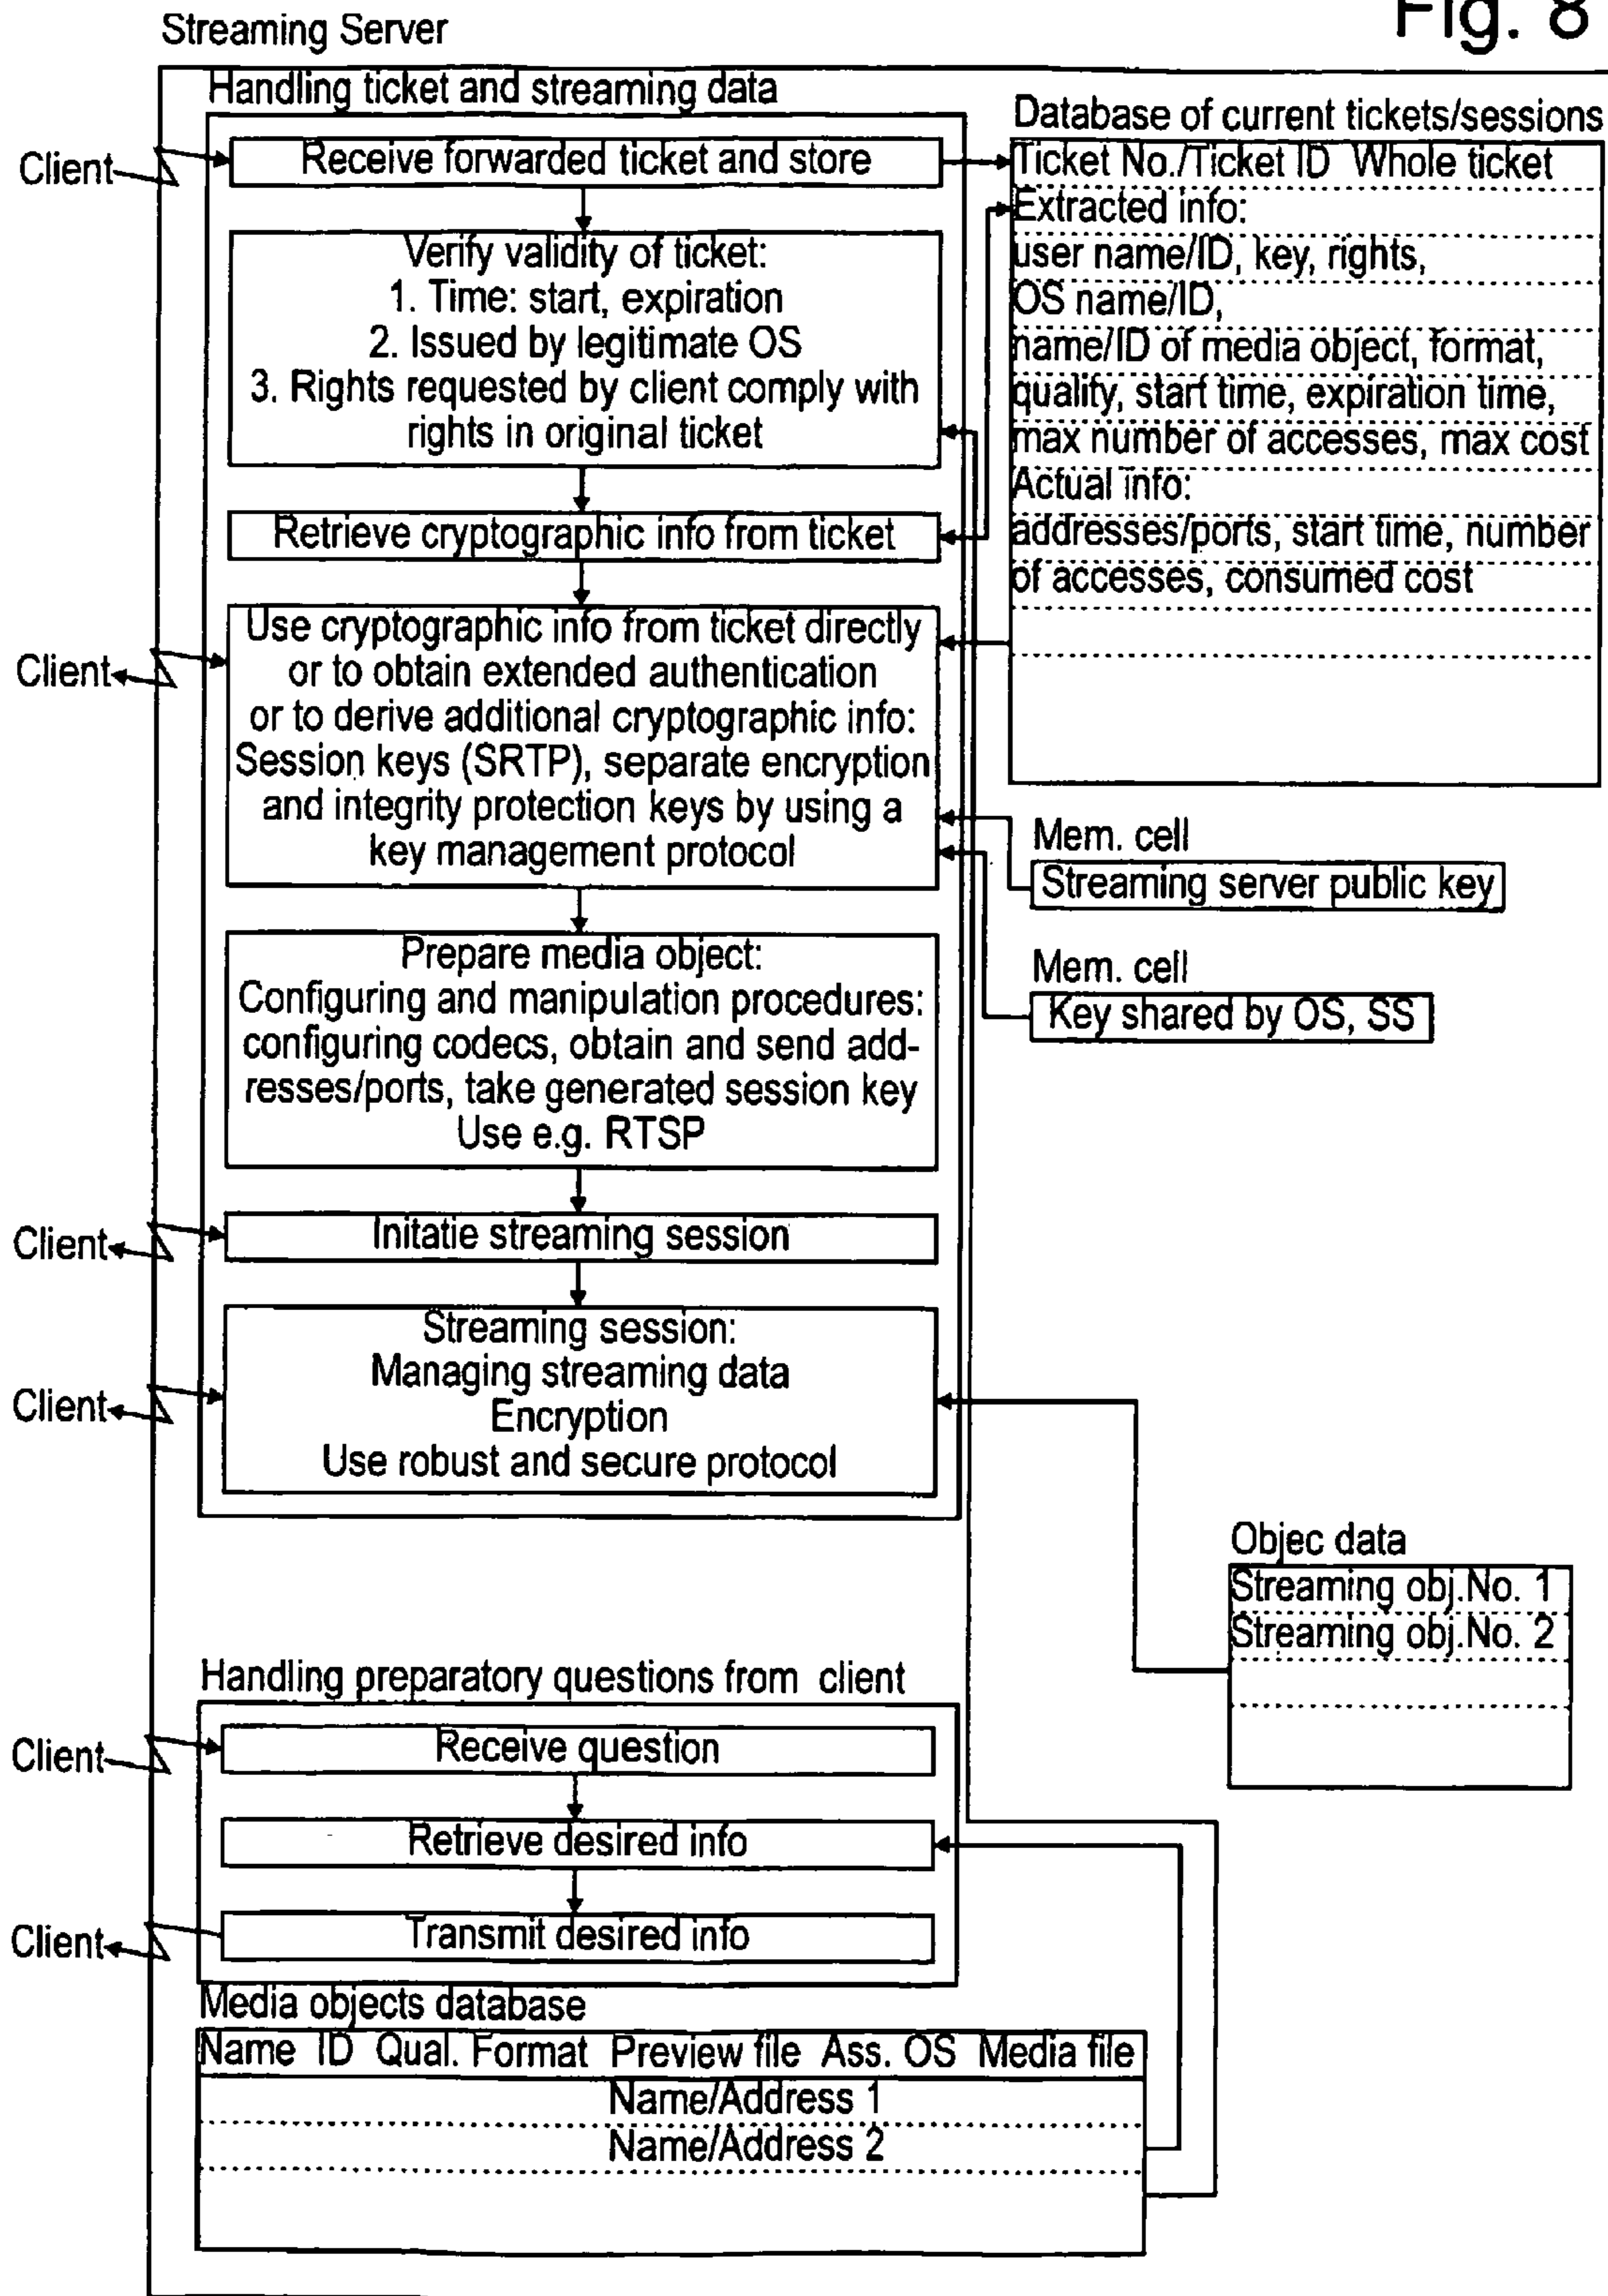 Fig. 8
Streaming Server
Handling ticket and streaming data
Client
Receive forwarded ticket and store
Verify validity of ticket:
1. Time: start, expiration
2. Issued by legitimate OS
3. Rights requested by client comply with
rights in original ticket
Retrieve cryptographic info from ticket
Client
Use cryptographic info from ticket directly
or to obtain extended authentication
or to derive additional cryptographic info:
Session keys (SRTP), separate encryption
and integrity protection keys by using a
key management protocol
Prepare media object:
Configuring and manipulation procedures:
configuring codecs, obtain and send add-
resses/ports, take generated session key
Use e.g. RTSP
Client
Initatie streaming session
Client
Streaming session:
Managing streaming data
Encryption
Use robust and secure protocol
Database of current tickets/sessions
Ticket No./Ticket ID Whole ticket
Extracted info:
user name/ID, key, rights,
OS name/ID,
name/ID of media object, format,
qualify, start time, expiration time,
max number of accesses, max cost
Actual info:
addresses/ports, start time, number
of accesses, consumed cost
Mem. cell
Streaming server public key
Mem. cell
Key shared by OS, SS
Objec data
Streaming obj.No. 1
Streaming obj.No. 2
Handling preparatory questions from client
Client
Receive question
Retrieve desired info
Client
Transmit desired info
Media objects database
Name ID Qual. Format Preview file Ass. OS Media file
Name/Address 1
Name/Address 2